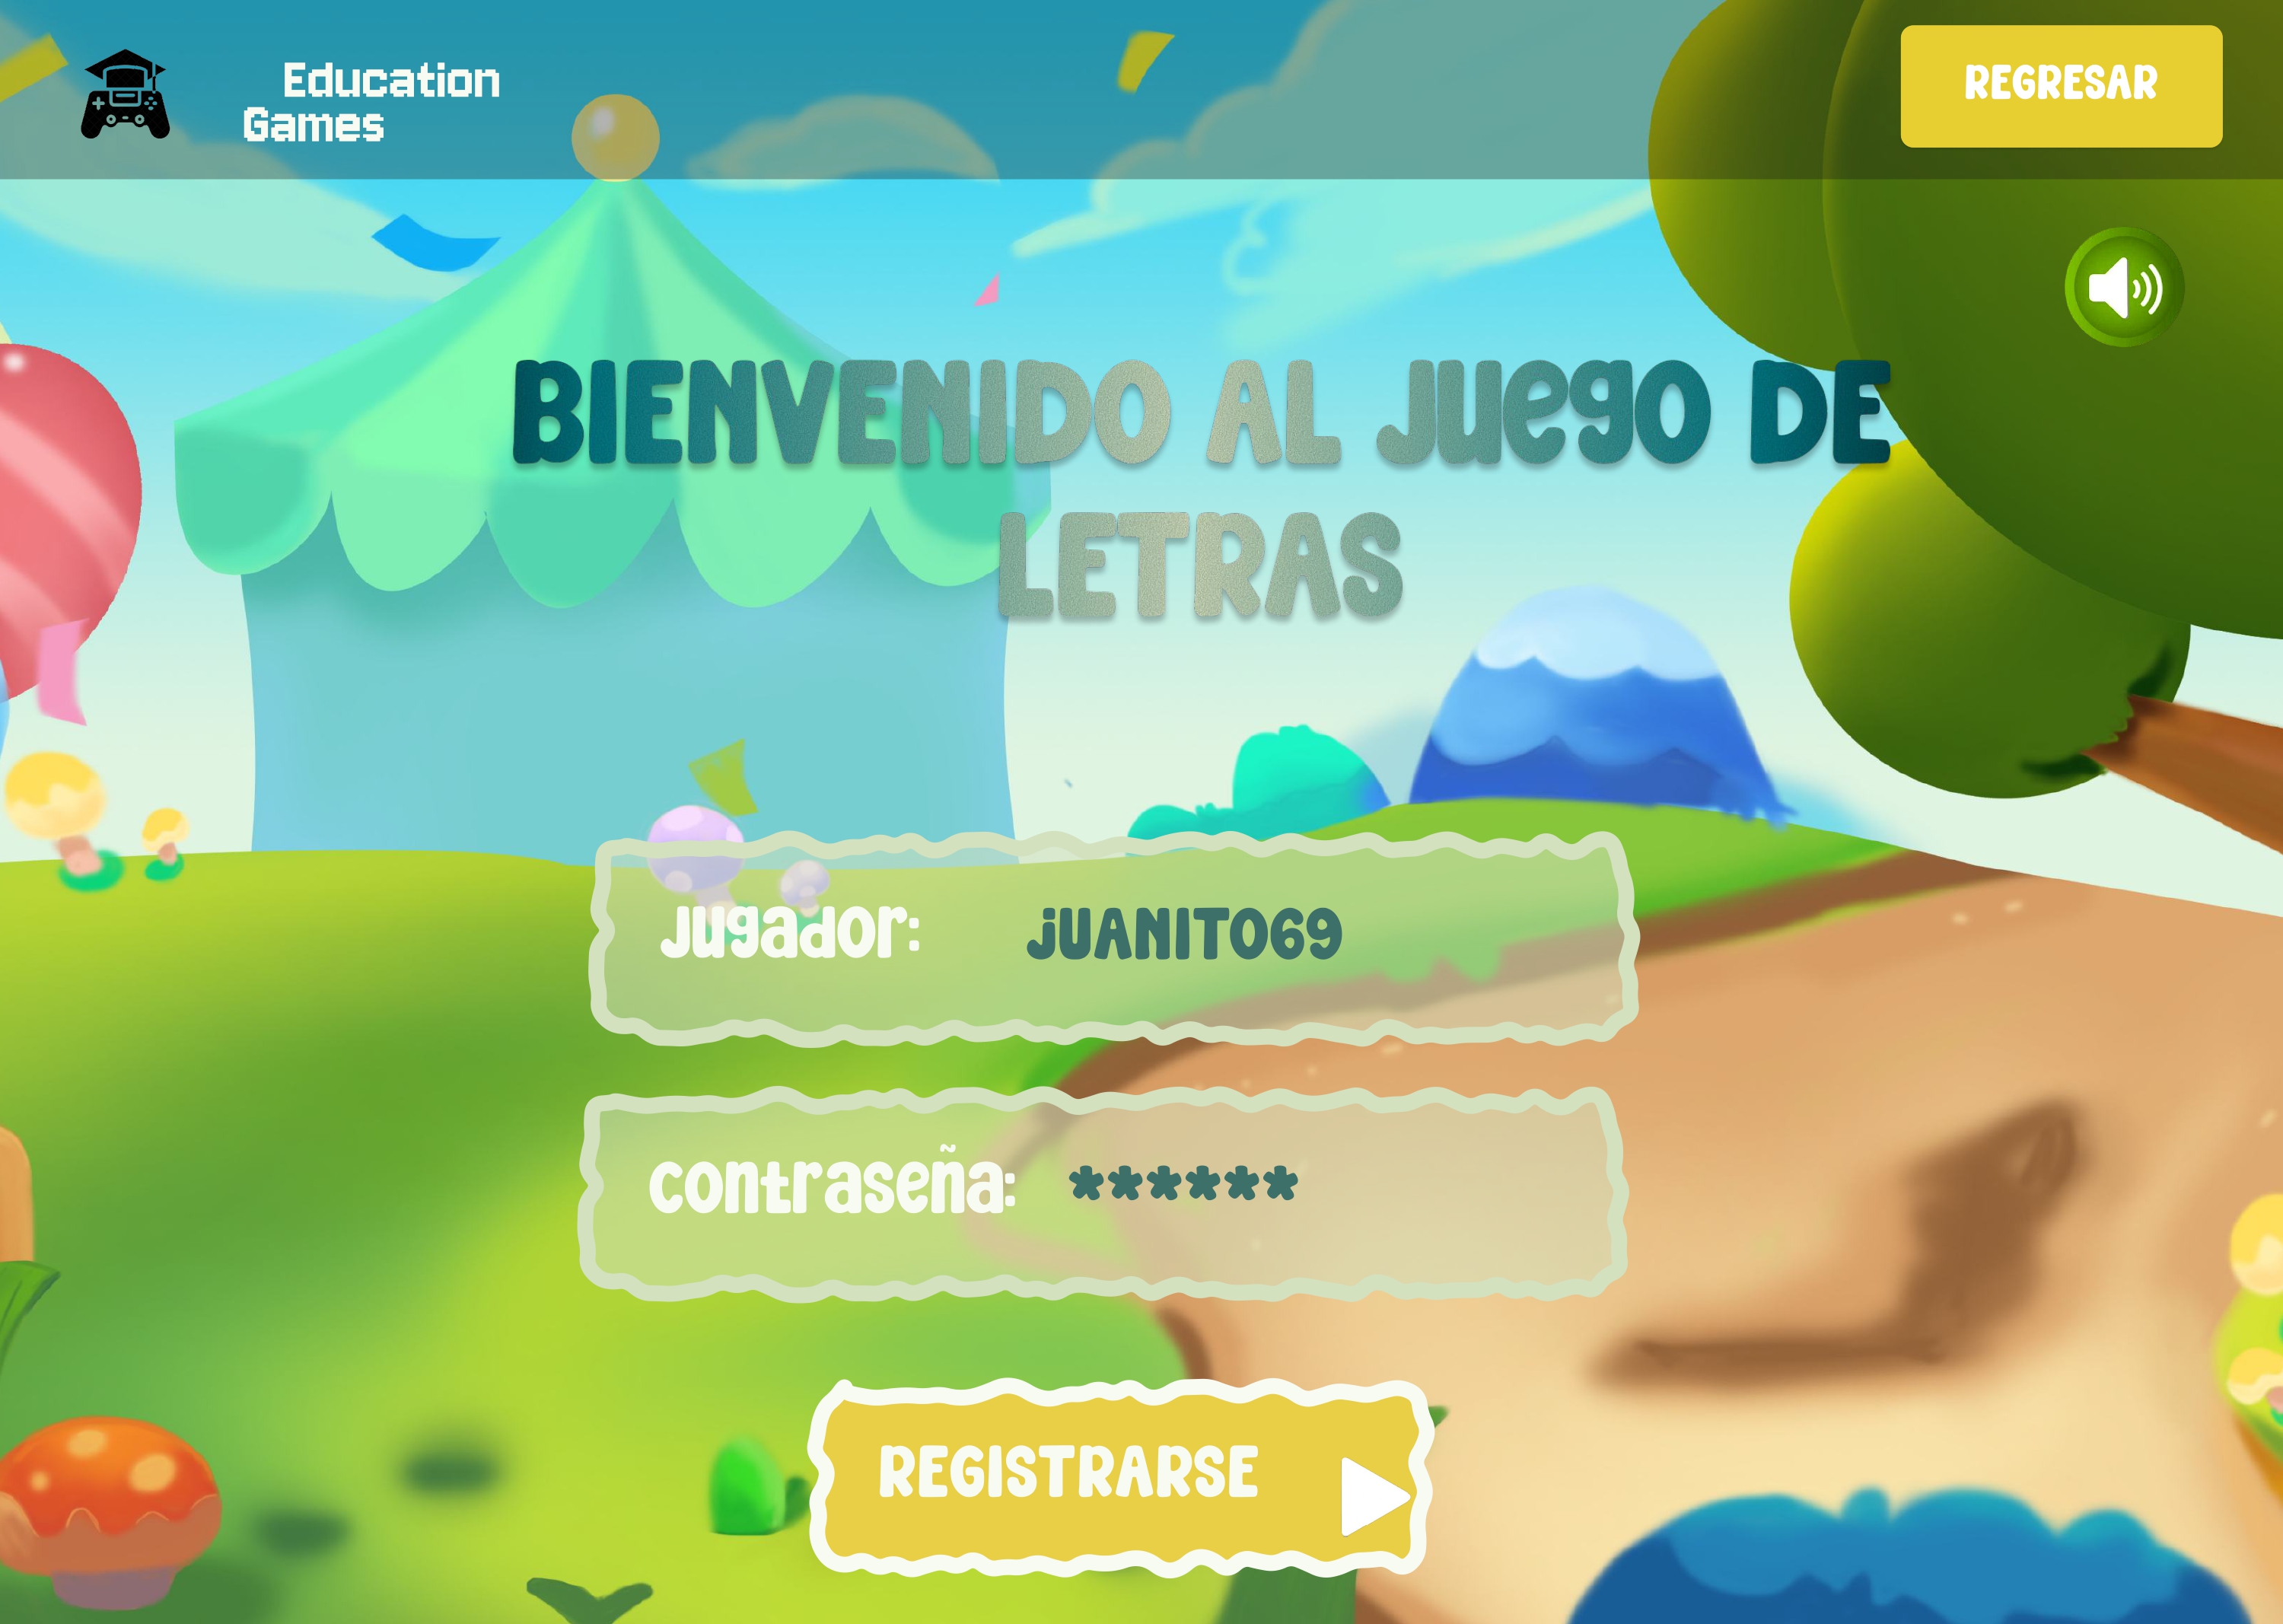 Education
Games
REGRESAR
BIENVENIDO AL JUegO DE
LETRAS
Jugador:
jUANITO69
contraseña:
******
REGISTRARSE